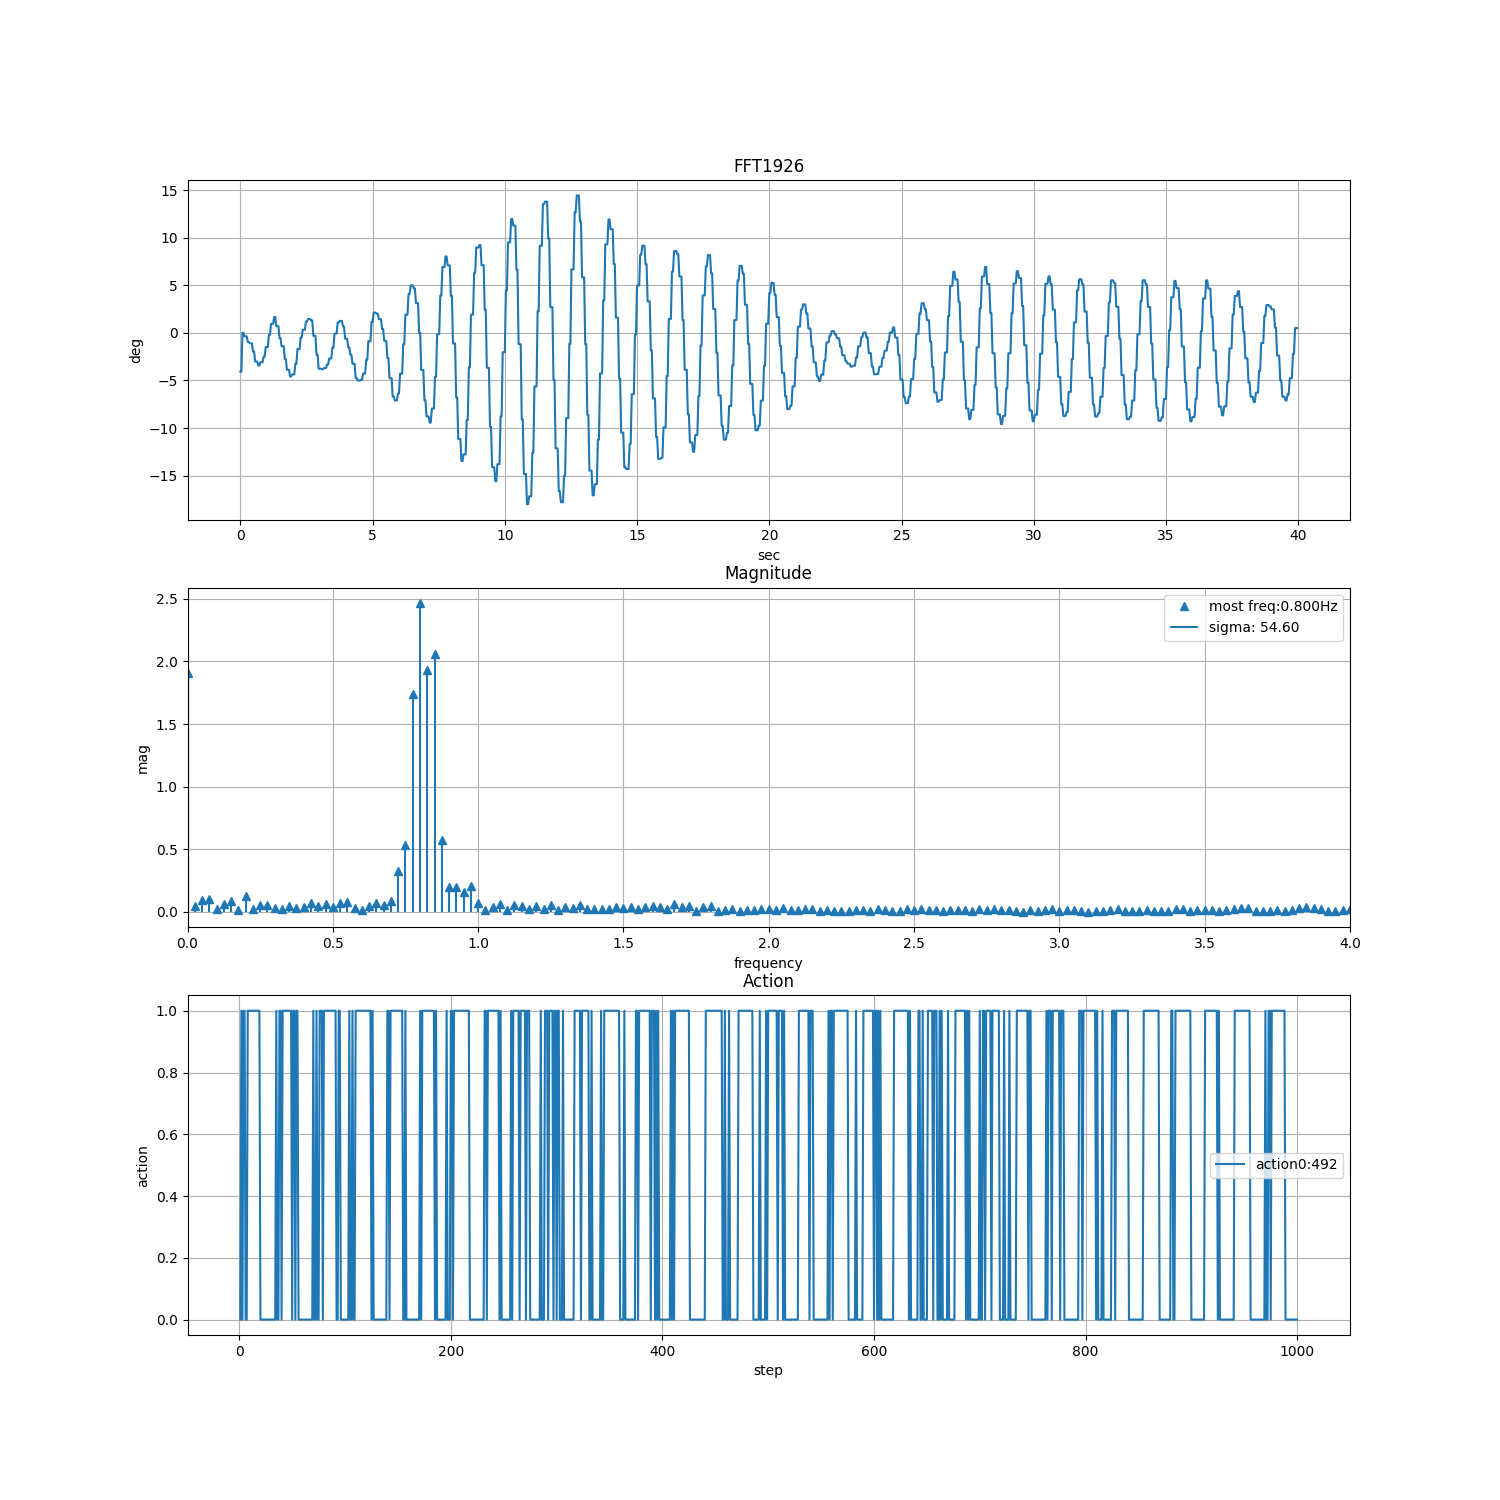 FFT1926
deg
15
10
5
0
−5
−10
−15
0 5 10 15 20 25 30 35 40
sec
Magnitude
mag
2.5
2.0
1.5
1.0
0.5
0.0
most freq:0.800Hz
sigma: 54.60
0.0 0.5 1.0 1.5 2.0 2.5 3.0 3.5 4.0
frequency
Action
action
1.0
0.8
0.6
0.4
0.2
0.0
action0:492
0 200 400 600 800 1000
step